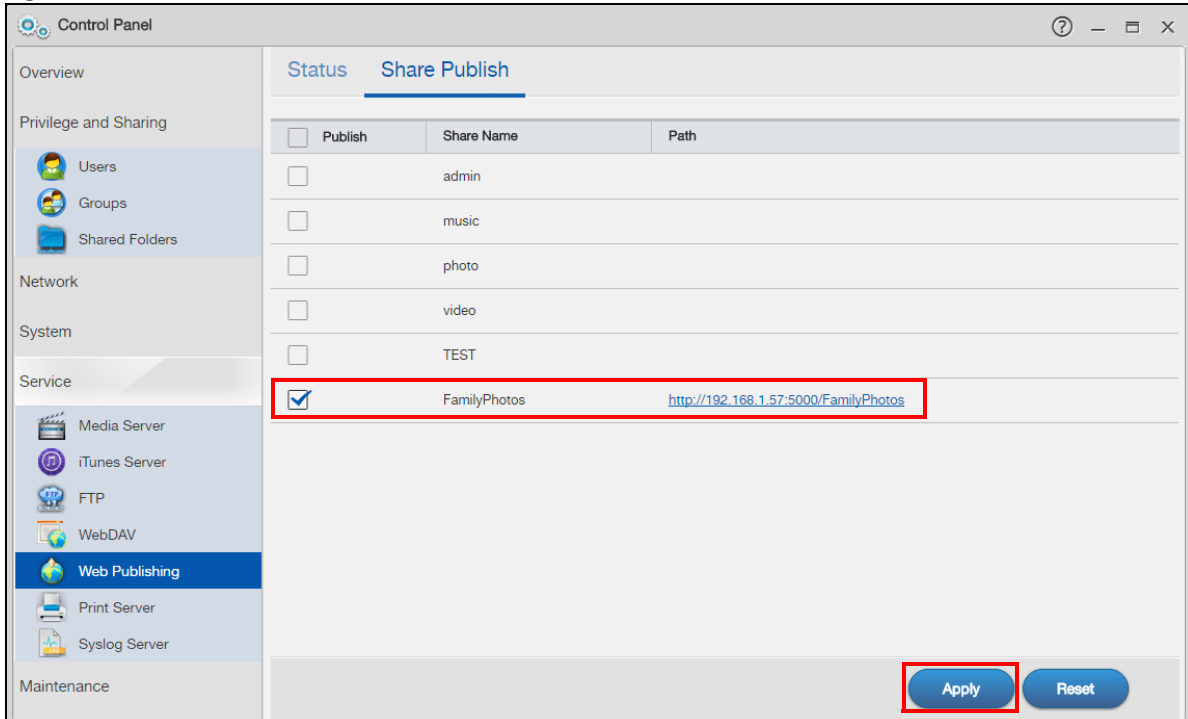 Control Panel
Overview
Privilege and Sharing
Users
Groups
Shared Folders
Network
System
Service
Media Server
iTunes Server
FTP
WebDAV
Web Publishing
Print Server
Syslog Server
Maintenance
Status Share Publish
Publish Share Name Path
admin
music
photo
video
TEST
FamilyPhotos http://192.168.1.57:5000/FamilyPhotos
Apply Reset